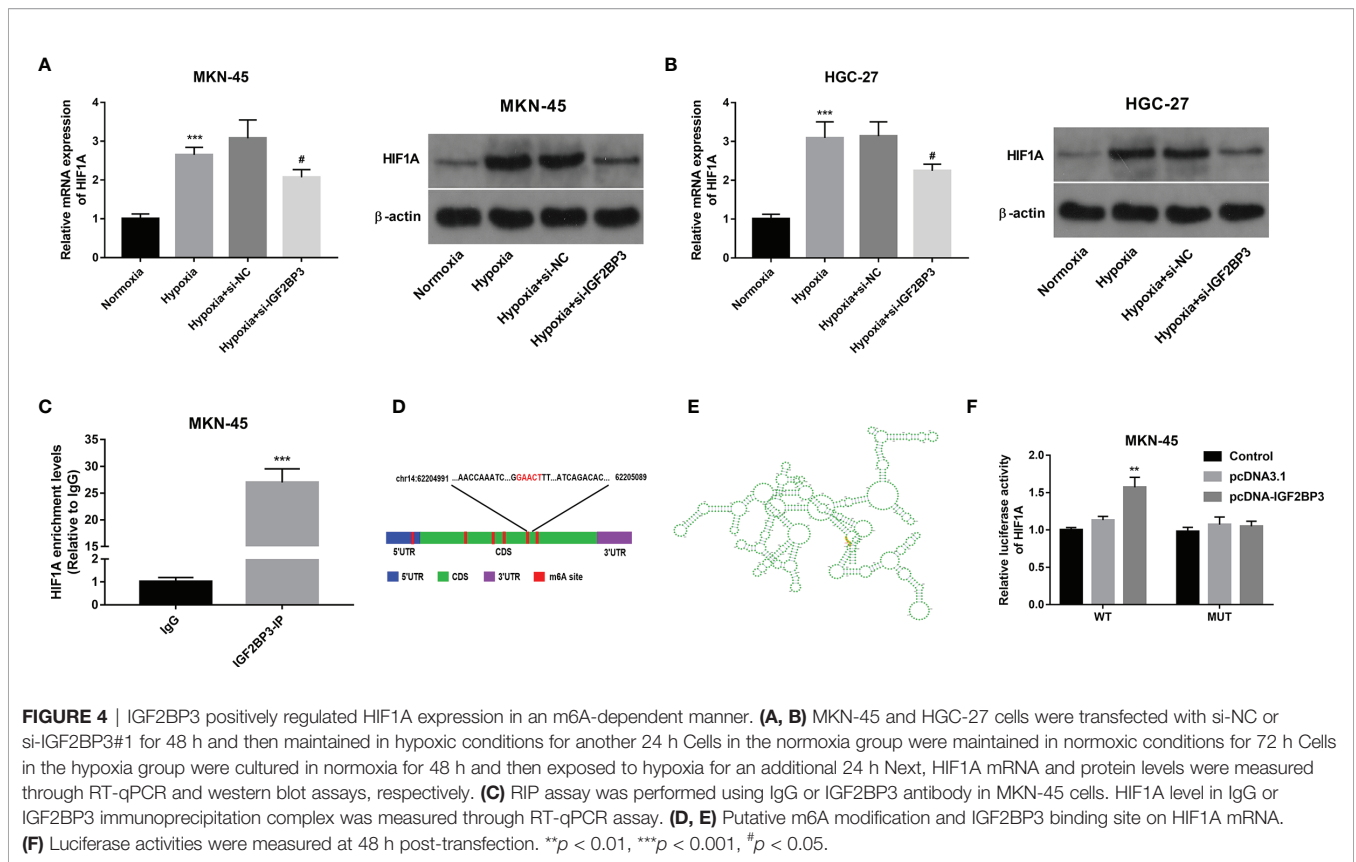 A
MKN-45
Relative mRNA expression
of HIF1A
4
3
2
1
0
***
#
Normoxia
Hypoxia
Hypoxia+si-NC
Hypoxia+si-IGF2BP3
MKN-45
HIF1A
β-actin
Normoxia
Hypoxia
Hypoxia+si-NC
Hypoxia+si-IGF2BP3
B
HGC-27
Relative mRNA expression
of HIF1A
4
3
2
1
0
***
#
Normoxia
Hypoxia
Hypoxia+si-NC
Hypoxia+si-IGF2BP3
HGC-27
HIF1A
β-actin
Normoxia
Hypoxia
Hypoxia+si-NC
Hypoxia+si-IGF2BP3
C
MKN-45
HIF1A enrichment levels
(Relative to IgG)
35
30
25
20
15
2
1
0
***
IgG
IGF2BP3-IP
D
chr14:62204991 ...AACCAAATC...GGAACTTT...ATCAGACAC... 62205089
5'UTR CDS 3'UTR
5'UTR CDS 3'UTR m6A site
E
F
MKN-45
Relative luciferase activity
of HIF1A
2.0
1.5
1.0
0.5
0.0
**
Control
pcDNA3.1
pcDNA-IGF2BP3
WT MUT
FIGURE 4 | IGF2BP3 positively regulated HIF1A expression in an m6A-dependent manner. (A, B) MKN-45 and HGC-27 cells were transfected with si-NC or
si-IGF2BP3#1 for 48 h and then maintained in hypoxic conditions for another 24 h Cells in the normoxia group were maintained in normoxic conditions for 72 h Cells
in the hypoxia group were cultured in normoxia for 48 h and then exposed to hypoxia for an additional 24 h Next, HIF1A mRNA and protein levels were measured
through RT-qPCR and western blot assays, respectively. (C) RIP assay was performed using IgG or IGF2BP3 antibody in MKN-45 cells. HIF1A level in IgG or
IGF2BP3 immunoprecipitation complex was measured through RT-qPCR assay. (D, E) Putative m6A modification and IGF2BP3 binding site on HIF1A mRNA.
(F) Luciferase activities were measured at 48 h post-transfection. **p < 0.01, ***p < 0.001, #p < 0.05.